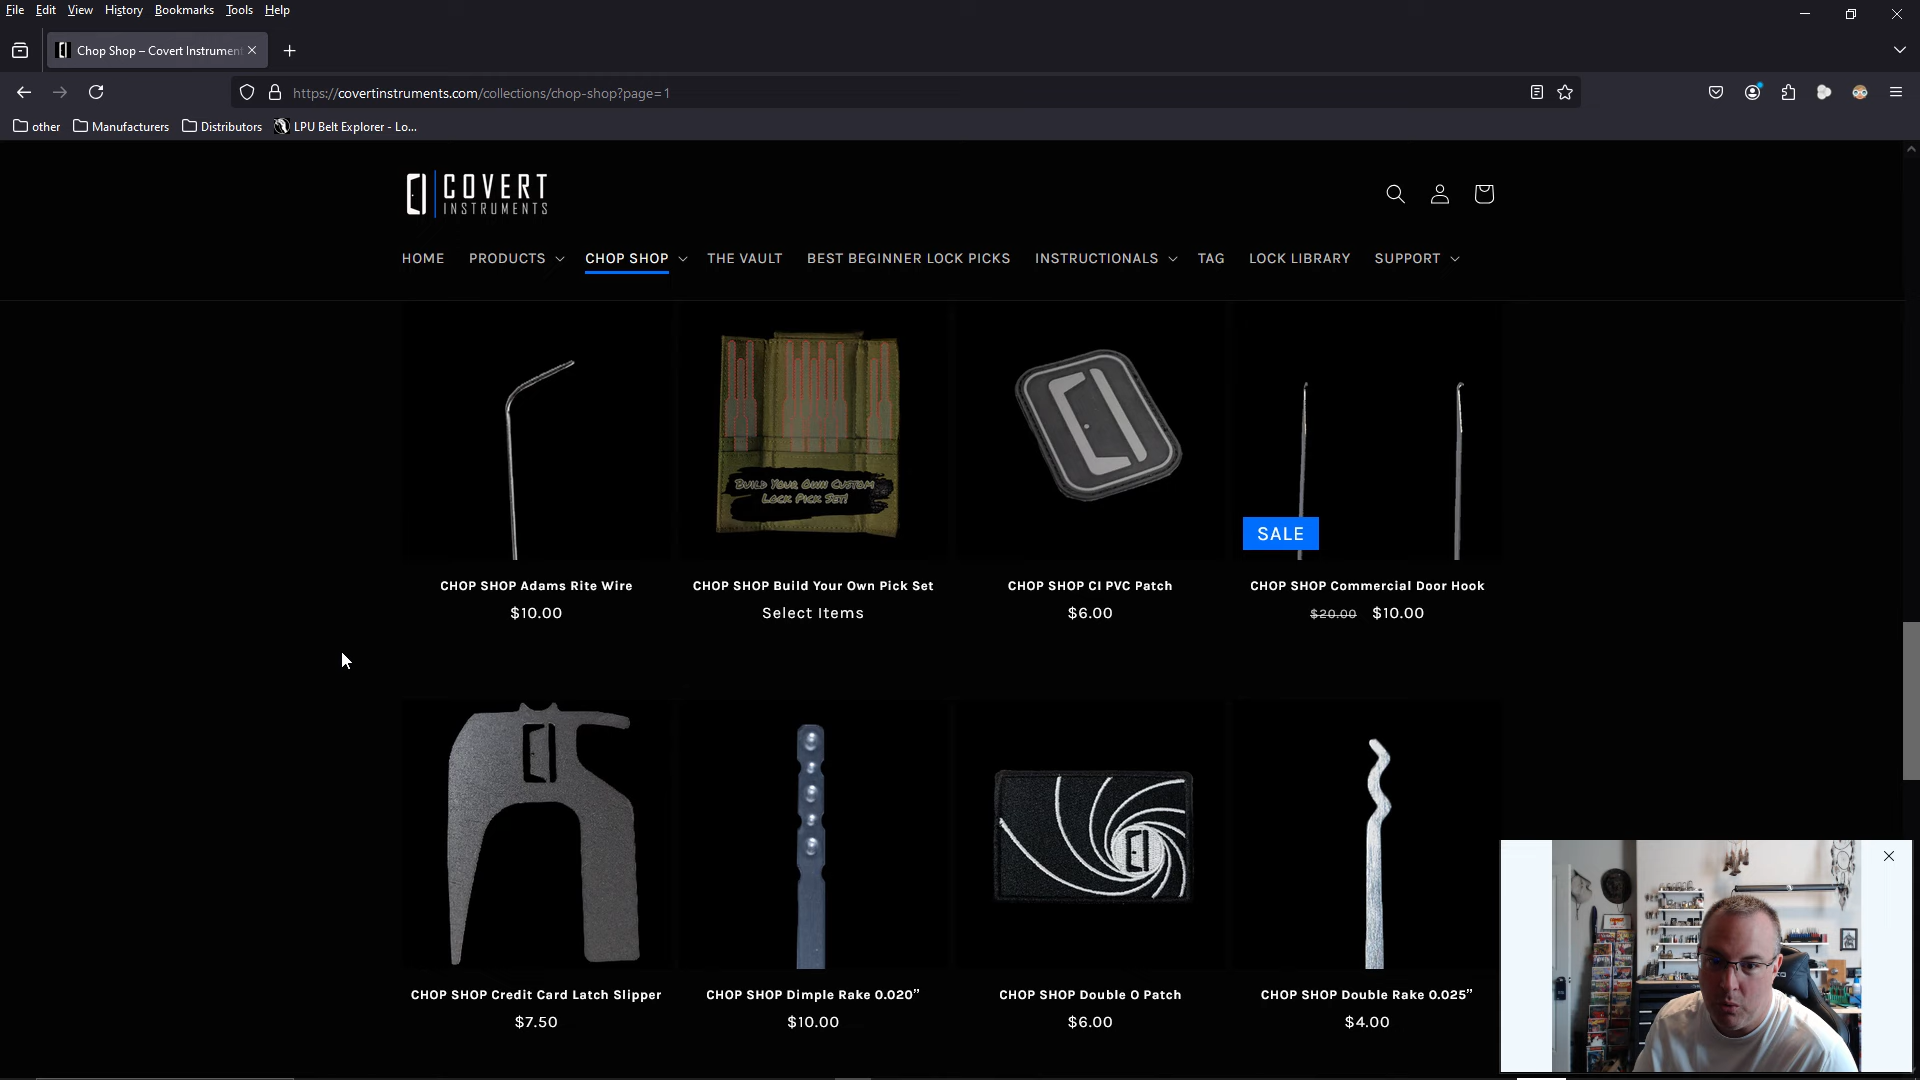 File Edit View History Bookmarks Tools Help
Chop Shop – Covert Instrumen
https://covertinstruments.com/collections/chop-shop?page=1
other Manufacturers Distributors LPU Belt Explorer - Lo...
COVERT
INSTRUMENTS
HOME PRODUCTS CHOP SHOP THE VAULT BEST BEGINNER LOCK PICKS INSTRUCTIONALS TAG LOCK LIBRARY SUPPORT
BUILD YOUR OWN CUSTOM
LOCK PICK SET!
SALE
CHOP SHOP Adams Rite Wire
$10.00
CHOP SHOP Build Your Own Pick Set
Select Items
CHOP SHOP CI PVC Patch
$6.00
CHOP SHOP Commercial Door Hook
$20.00 $10.00
CHOP SHOP Credit Card Latch Slipper
$7.50
CHOP SHOP Dimple Rake 0.020”
$10.00
CHOP SHOP Double O Patch
$6.00
CHOP SHOP Double Rake 0.025”
$4.00